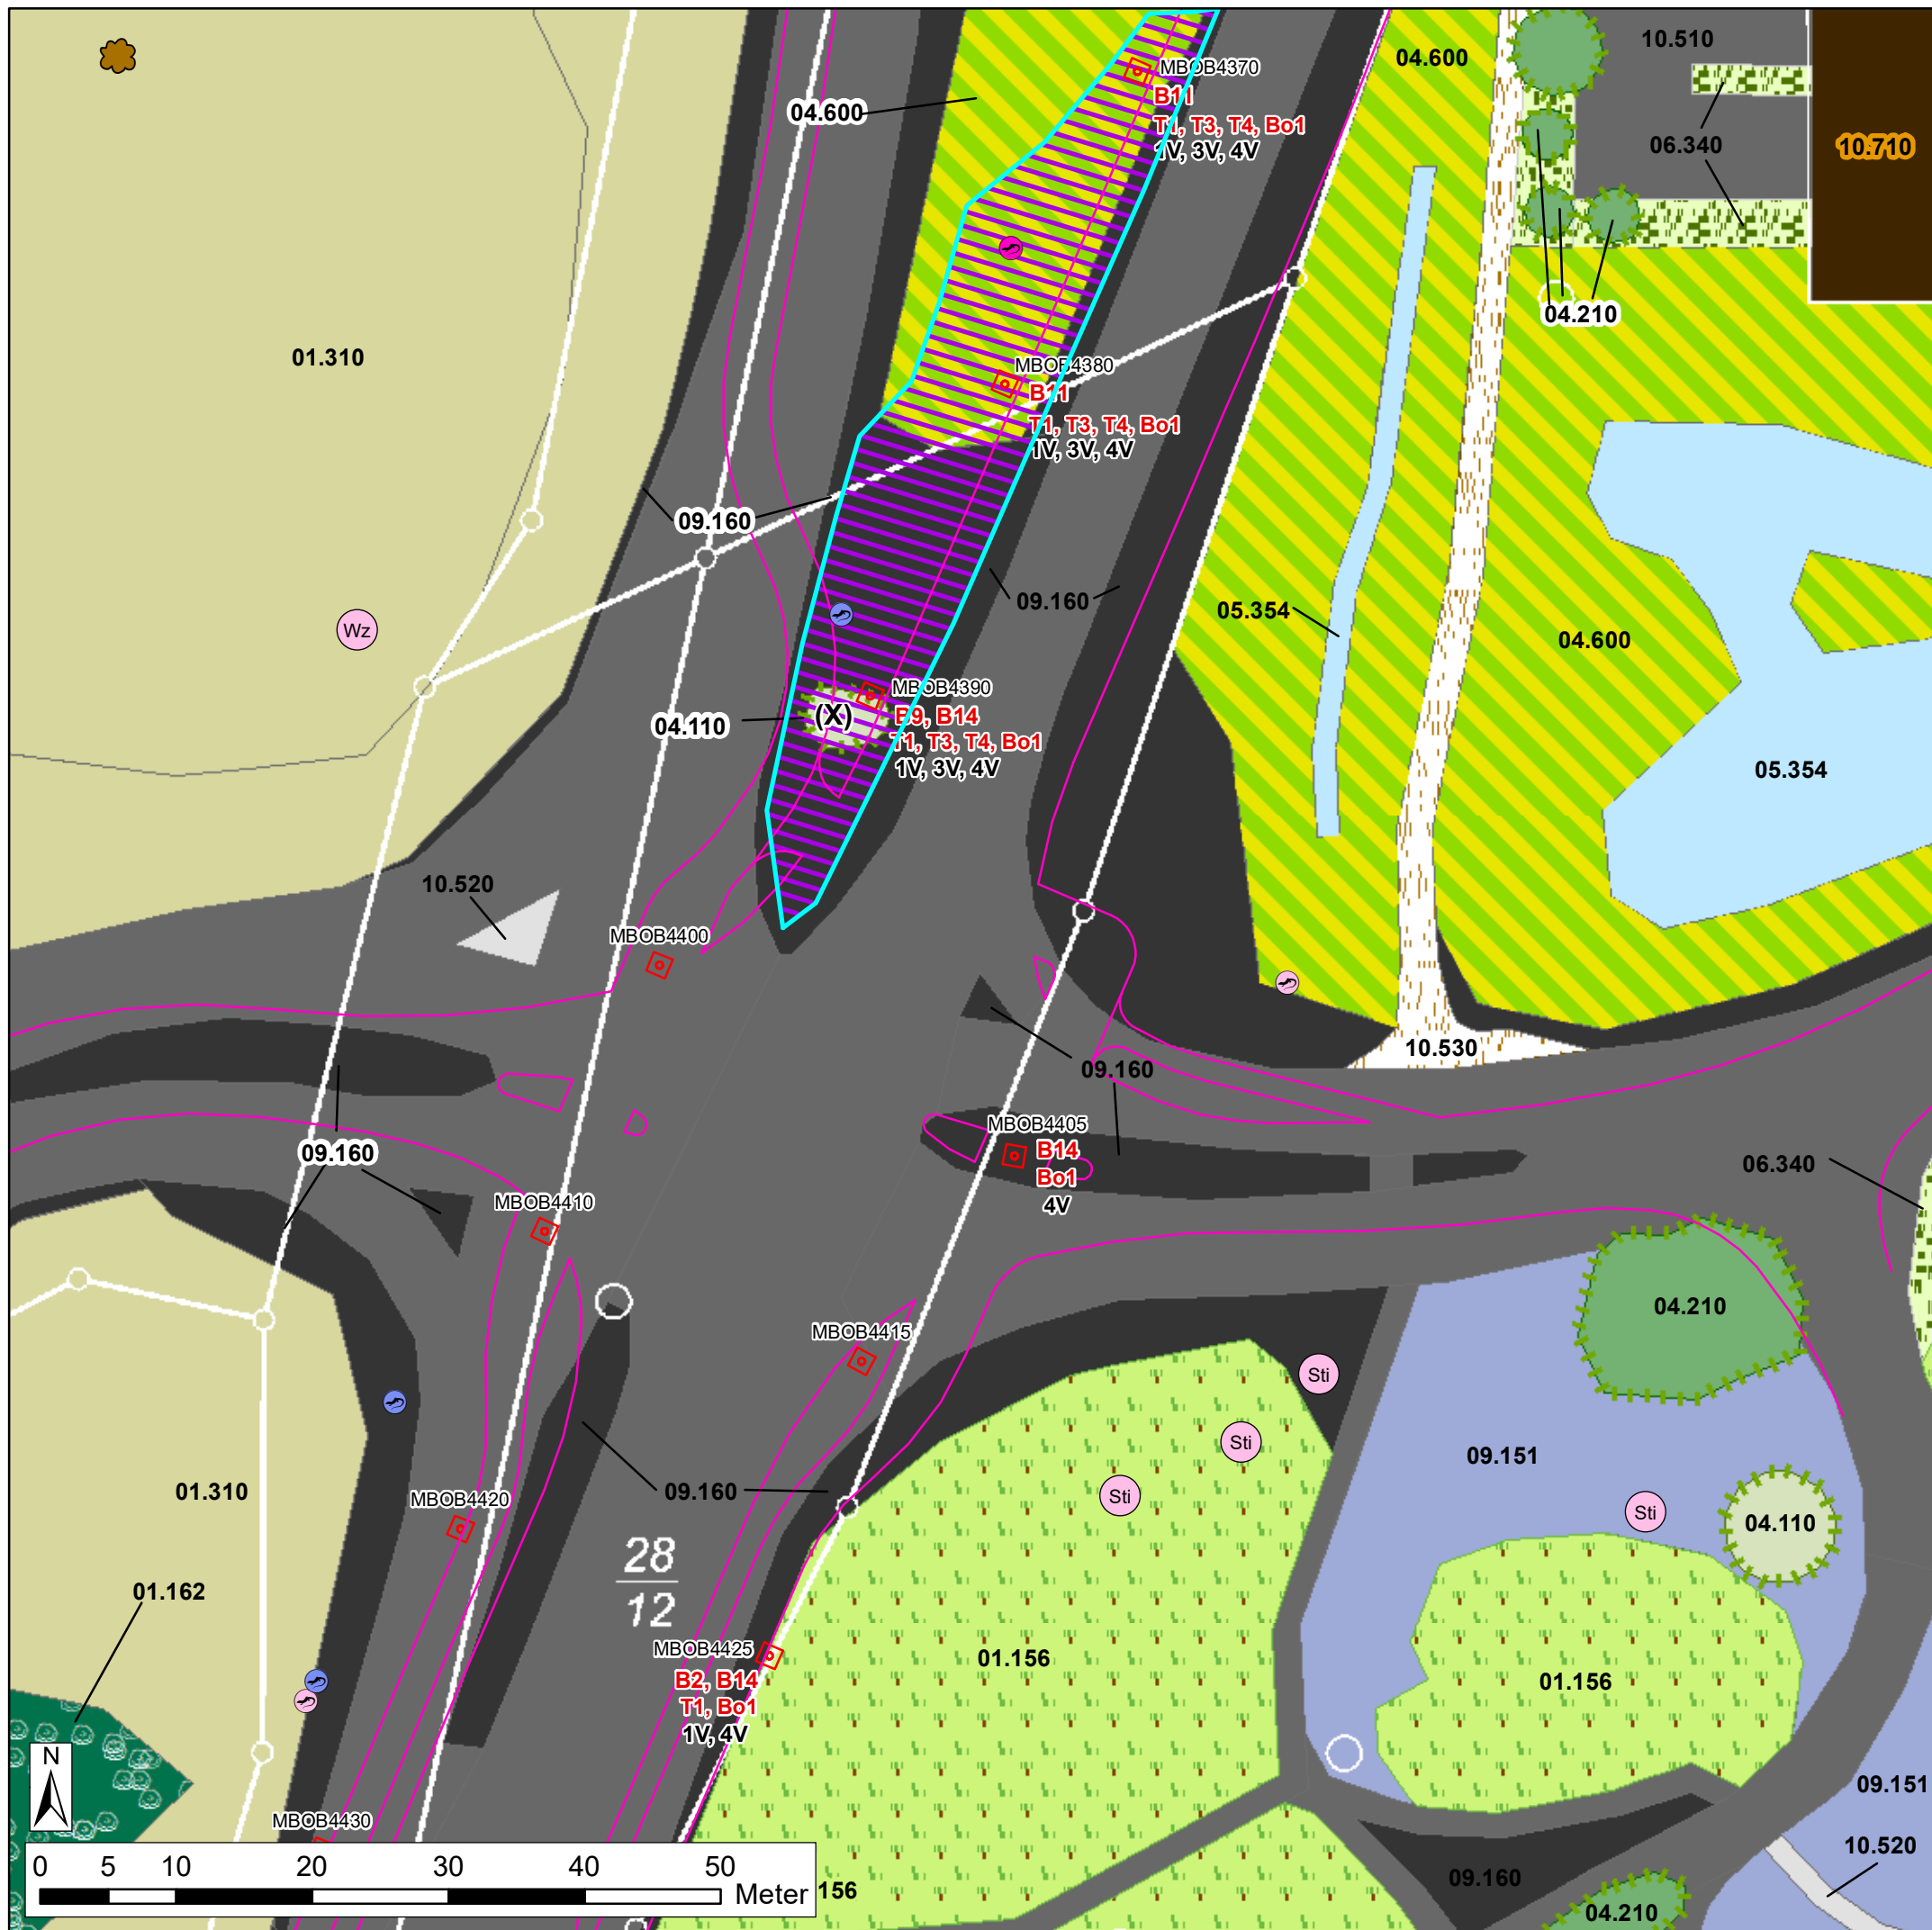 04.600
10.510
MBOB4370
B11
T1, T3, T4, Bo1
1V, 3V, 4V
04.600
06.340
10.710
04.210
01.310
MBOB4380
B11
T1, T3, T4, Bo1
1V, 3V, 4V
09.160
09.160
05.354
04.600
Wz
MBOB4390
(X)
B9, B14
T1, T3, T4, Bo1
1V, 3V, 4V
04.110
05.354
10.520
MBOB4400
10.530
09.160
MBOB4405
B14
Bo1
4V
09.160
06.340
MBOB4410
04.210
MBOB4415
Sti
Sti
09.151
Sti
Sti
04.110
01.310
MBOB4420
09.160
28
12
01.162
MBOB4425
B2, B14
T1, Bo1
1V, 4V
01.156
01.156
N
09.151
MBOB4430
10.520
0 5 10 20 30 40 50
Meter
156
09.160
04.210